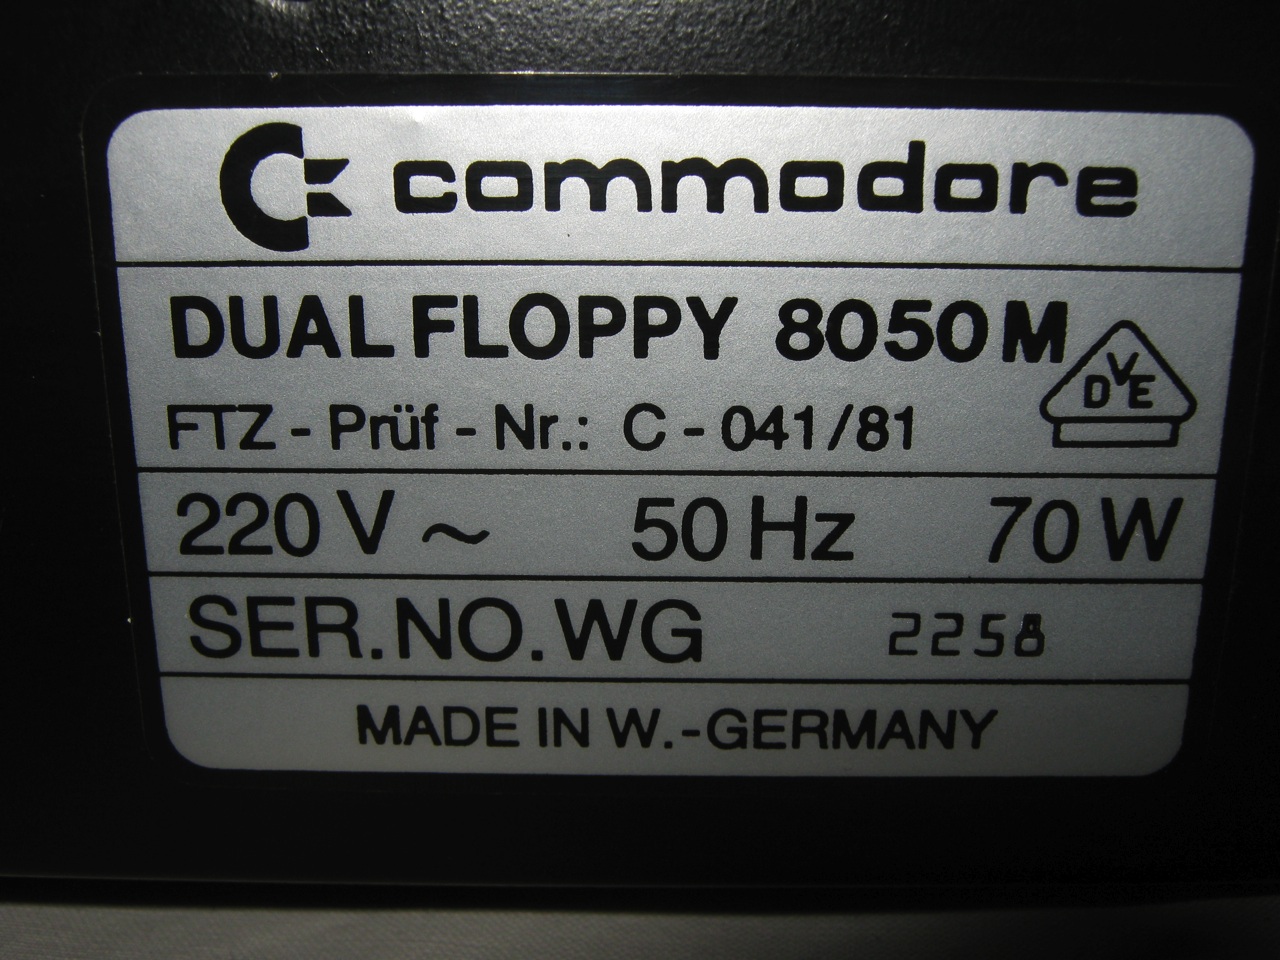 commodore
DUAL FLOPPY 8050 M
FTZ - Prüf - Nr.: C - 041/81
DVE
220 V ~ 50 Hz 70 W
SER.NO.WG 2258
MADE IN W.-GERMANY